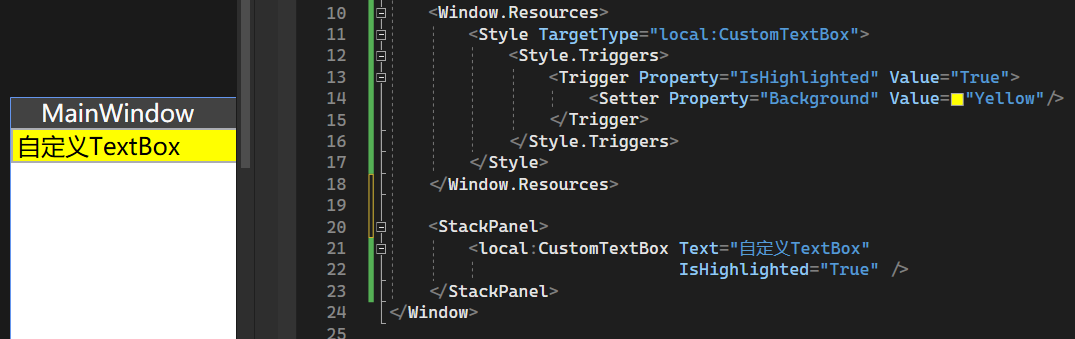 MainWindow
自定义TextBox
10 <Window.Resources>
11 <Style TargetType="local:CustomTextBox">
12 <Style.Triggers>
13 <Trigger Property="IsHighlighted" Value="True">
14 <Setter Property="Background" Value="Yellow"/>
15 </Trigger>
16 </Style.Triggers>
17 </Style>
18 </Window.Resources>
19
20 <StackPanel>
21 <local:CustomTextBox Text="自定义TextBox"
22 IsHighlighted="True" />
23 </StackPanel>
24 </Window>
25